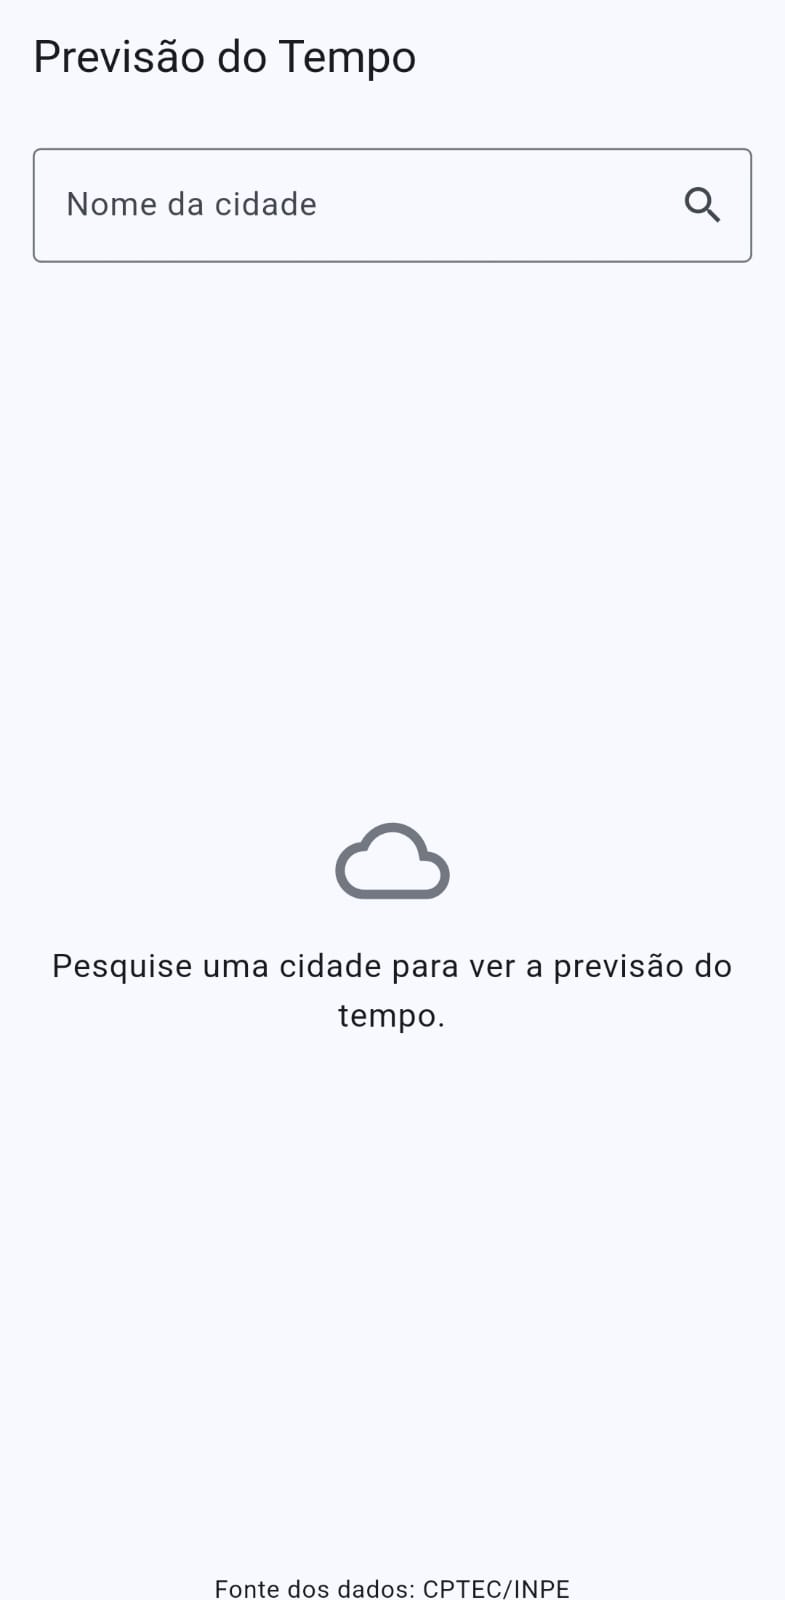 Previsão do Tempo
Nome da cidade
Pesquise uma cidade para ver a previsão do
tempo.
Fonte dos dados: CPTEC/INPE